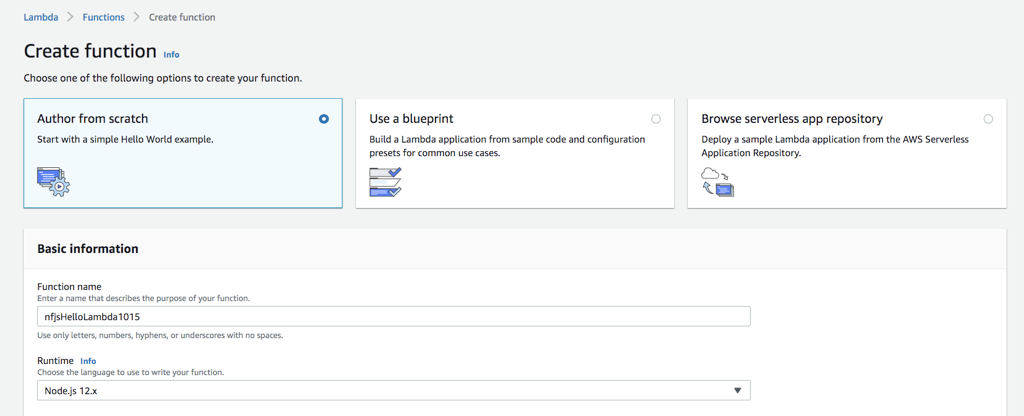 Lambda > Functions > Create function
Create function Info
Choose one of the following options to create your function.
Author from scratch
Start with a simple Hello World example.
Use a blueprint
Build a Lambda application from sample code and configuration
presets for common use cases.
Browse serverless app repository
Deploy a sample Lambda application from the AWS Serverless
Application Repository.
Basic information
Function name
Enter a name that describes the purpose of your function.
nfjsHelloLambda1015
Use only letters, numbers, hyphens, or underscores with no spaces.
Runtime Info
Choose the language to use to write your function.
Node.js 12.x